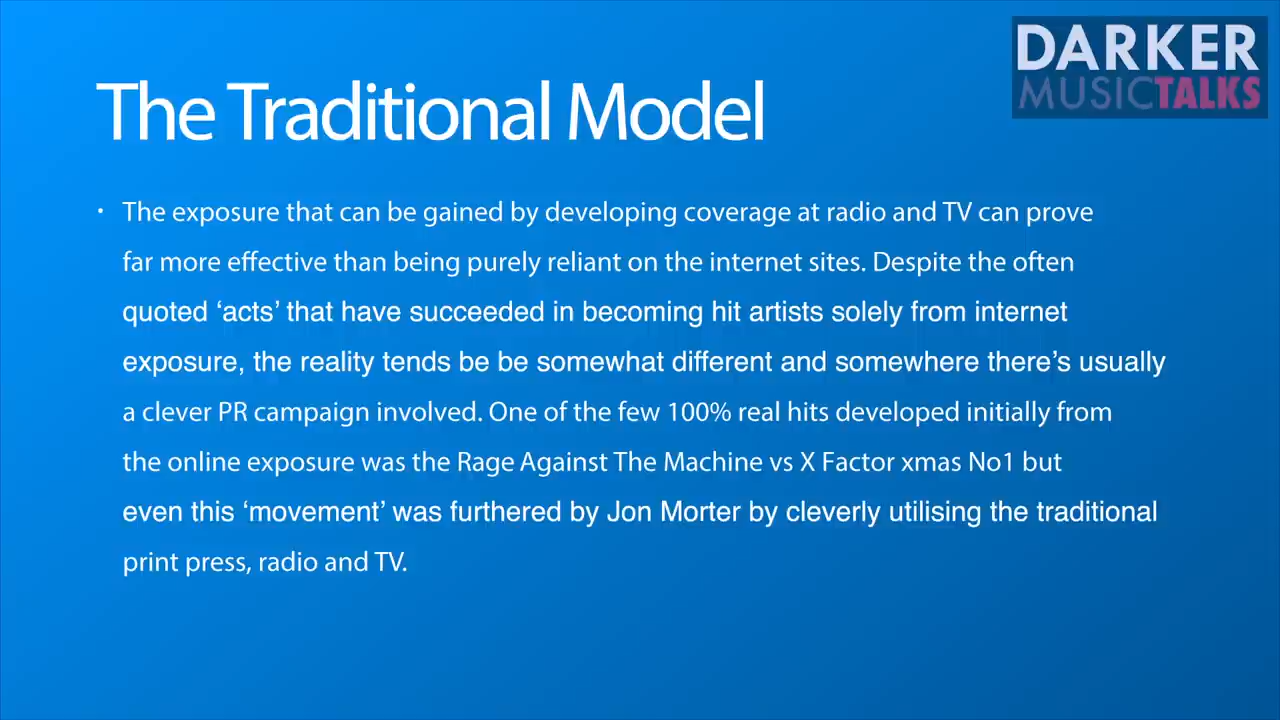 DARKER
MUSICTALKS
The Traditional Model
• The exposure that can be gained by developing coverage at radio and TV can prove
far more effective than being purely reliant on the internet sites. Despite the often
quoted ‘acts’ that have succeeded in becoming hit artists solely from internet
exposure, the reality tends be be somewhat different and somewhere there’s usually
a clever PR campaign involved. One of the few 100% real hits developed initially from
the online exposure was the Rage Against The Machine vs X Factor xmas No1 but
even this ‘movement’ was furthered by Jon Morter by cleverly utilising the traditional
print press, radio and TV.